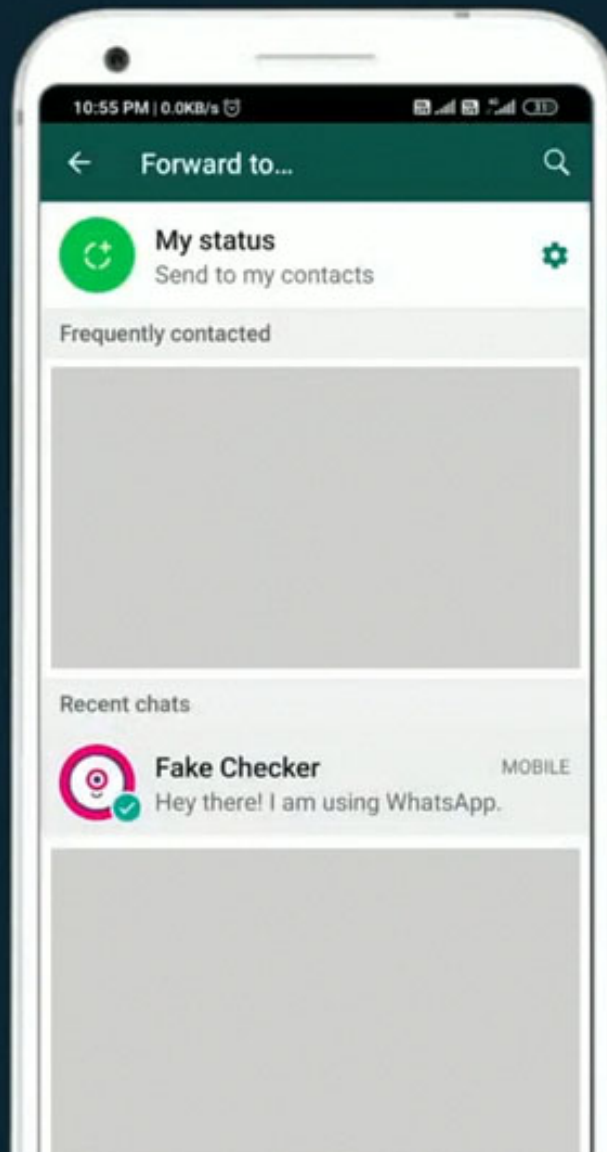 10:55 PM | 0.0KB/s
31
Forward to...
My status
Send to my contacts
Frequently contacted
Recent chats
Fake Checker
MOBILE
Hey there! I am using WhatsApp.